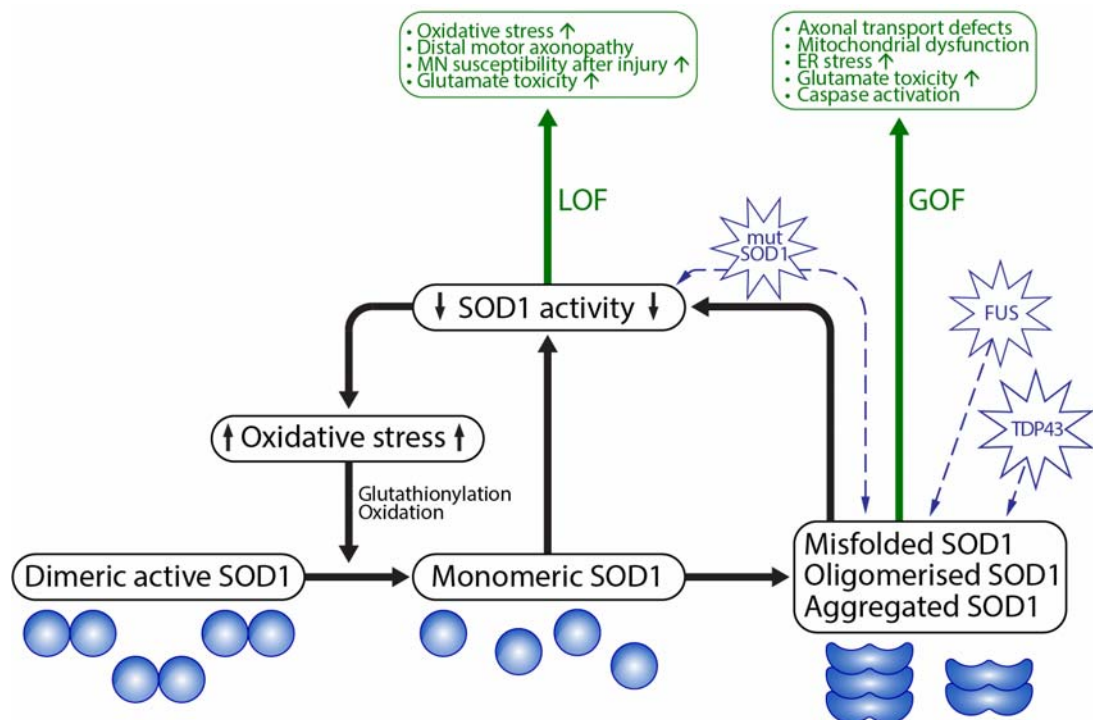 • Oxidative stress ↑
• Distal motor axonopathy
• MN susceptibility after injury ↑
• Glutamate toxicity ↑
• Axonal transport defects
• Mitochondrial dysfunction
• ER stress ↑
• Glutamate toxicity ↑
• Caspase activation
LOF
GOF
mut
SOD1
↓ SOD1 activity ↓
FUS
↑ Oxidative stress ↑
TDP43
Glutathionylation
Oxidation
Dimeric active SOD1
Monomeric SOD1
Misfolded SOD1
Oligomerised SOD1
Aggregated SOD1